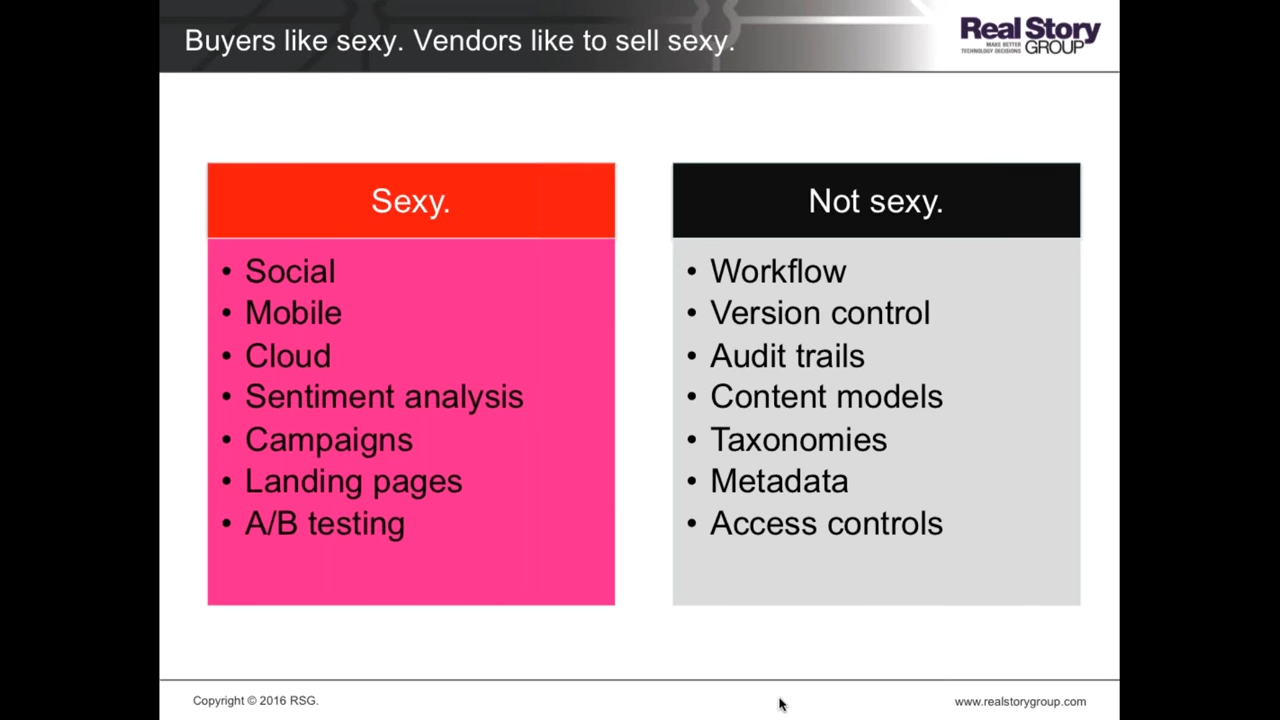 Buyers like sexy. Vendors like to sell sexy.
Real Story
MAKE BETTER
TECHNOLOGY DECISIONS
GROUP
Sexy.
• Social
• Mobile
• Cloud
• Sentiment analysis
• Campaigns
• Landing pages
• A/B testing
Not sexy.
• Workflow
• Version control
• Audit trails
• Content models
• Taxonomies
• Metadata
• Access controls
Copyright © 2016 RSG.
www.realstorygroup.com